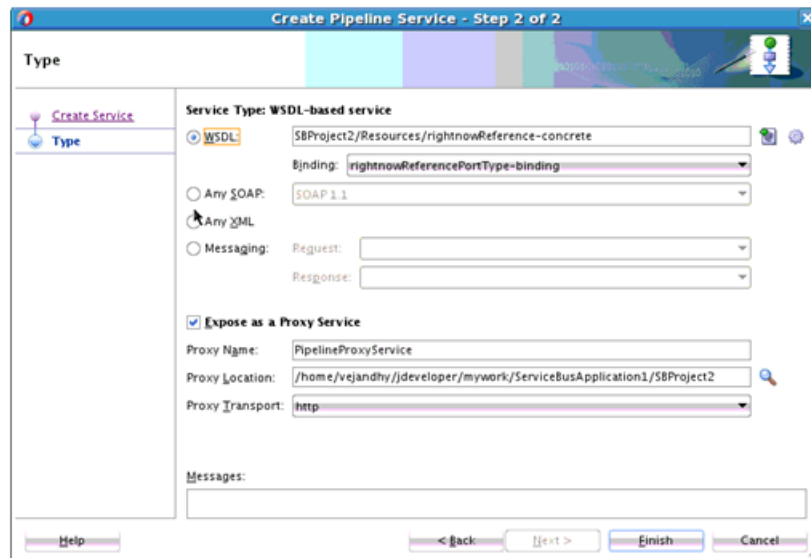 Create Pipeline Service - Step 2 of 2
Type
Create Service
Type
Service Type: WSDL-based service
WSDL: SBProject2/Resources/rightnowReference-concrete
Binding: rightnowReferencePortType-binding
Any SOAP: SOAP 1.1
Any XML
Messaging: Request:
Response:
Expose as a Proxy Service
Proxy Name: PipelineProxyService
Proxy Location: /home/vejandhy/jdeveloper/mywork/ServiceBusApplication1/SBProject2
Proxy Transport: http
Messages:
Help < Back Next > Finish Cancel